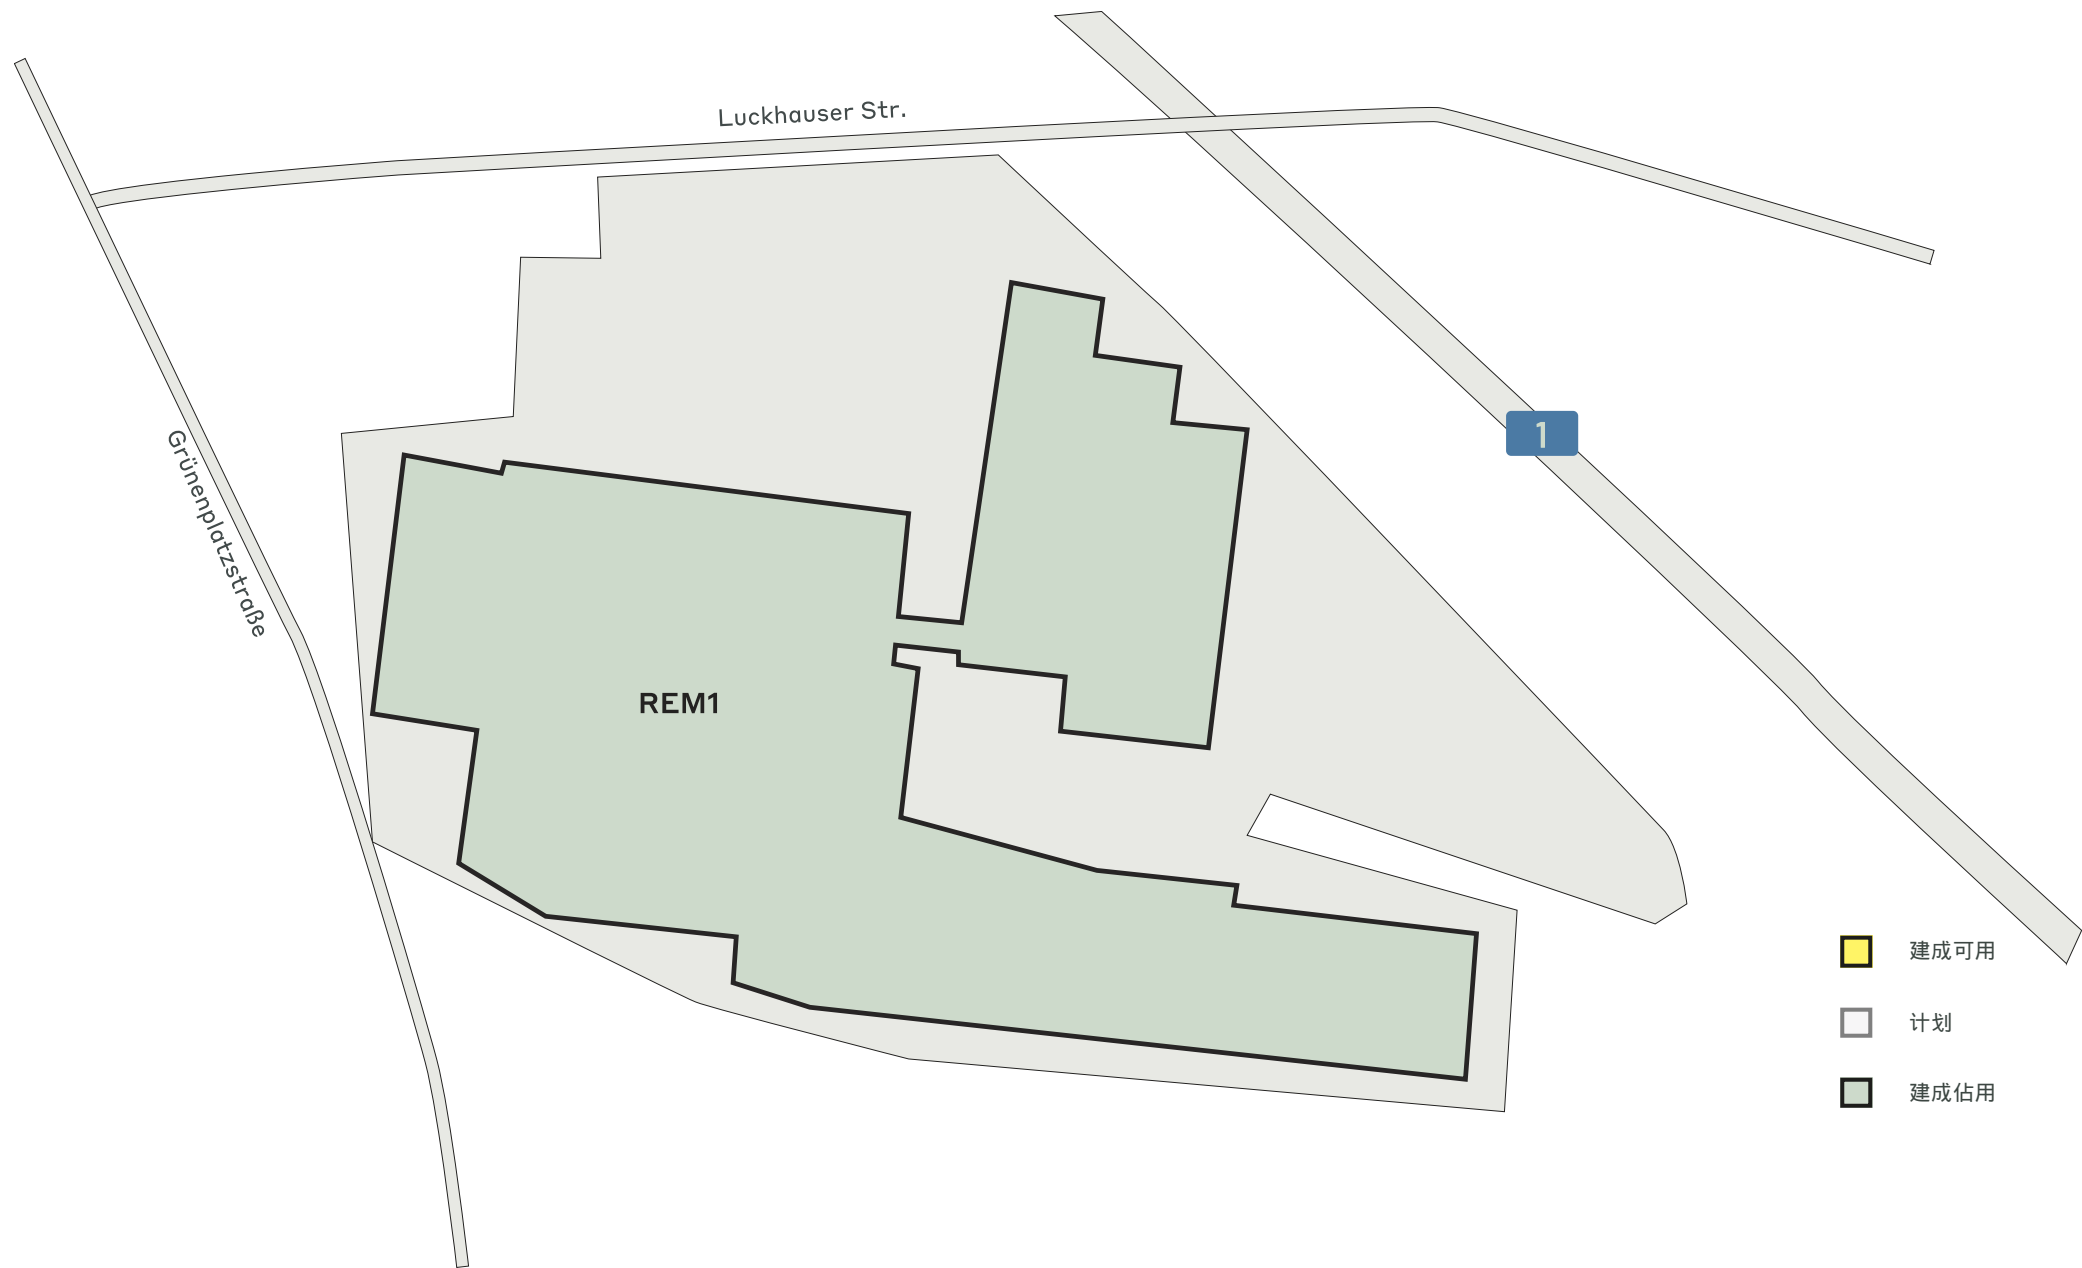 Luckhauser Str.
Grünenplatzstraße
1
REM1
建成可用
计划
建成佔用